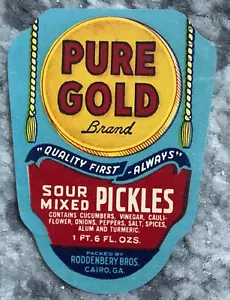 PURE
GOLD
Brand
"QUALITY FIRST - ALWAYS"
SOUR
MIXED PICKLES
CONTAINS CUCUMBERS, VINEGAR, CAULI-
FLOWER, ONIONS, PEPPERS, SALT, SPICES,
ALUM AND TURMERIC.
1 PT. 6 FL. OZS.
PACKED BY
RODDENBERY BROS.
CAIRO, GA.